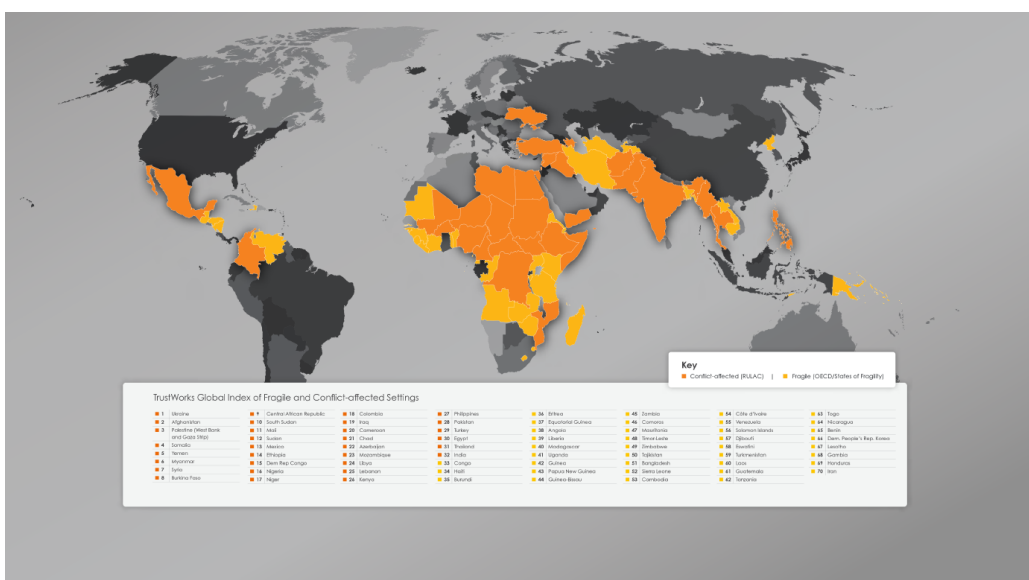 Key
Conflict-affected (RULAC) | Fragile (OECD/States of Fragility)
TrustWorks Global Index of Fragile and Conflict-affected Settings
1 Ukraine
2 Afghanistan
3 Palestine (West Bank
and Gaza Strip)
4 Somalia
5 Yemen
6 Myanmar
7 Syria
8 Burkina Faso
9 Central African Republic
10 South Sudan
11 Mali
12 Sudan
13 Mexico
14 Ethiopia
15 Dem Rep Congo
16 Nigeria
17 Niger
18 Colombia
19 Iraq
20 Cameroon
21 Chad
22 Azerbaijan
23 Mozambique
24 Libya
25 Lebanon
26 Kenya
27 Philippines
28 Pakistan
29 Turkey
30 Egypt
31 Thailand
32 India
33 Congo
34 Haiti
35 Burundi
36 Eritrea
37 Equatorial Guinea
38 Angola
39 Liberia
40 Madagascar
41 Uganda
42 Guinea
43 Papua New Guinea
44 Guinea-Bissau
45 Zambia
46 Comoros
47 Mauritania
48 Timor-Leste
49 Zimbabwe
50 Tajikistan
51 Bangladesh
52 Sierra Leone
53 Cambodia
54 Côte d'Ivoire
55 Venezuela
56 Solomon Islands
57 Djibouti
58 Eswatini
59 Turkmenistan
60 Laos
61 Guatemala
62 Tanzania
63 Togo
64 Nicaragua
65 Benin
66 Dem. People's Rep. Korea
67 Lesotho
68 Gambia
69 Honduras
70 Iran